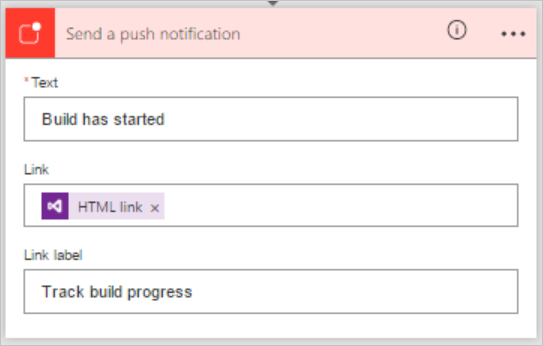 Send a push notification
* Text
Build has started
Link
HTML link ×
Link label
Track build progress